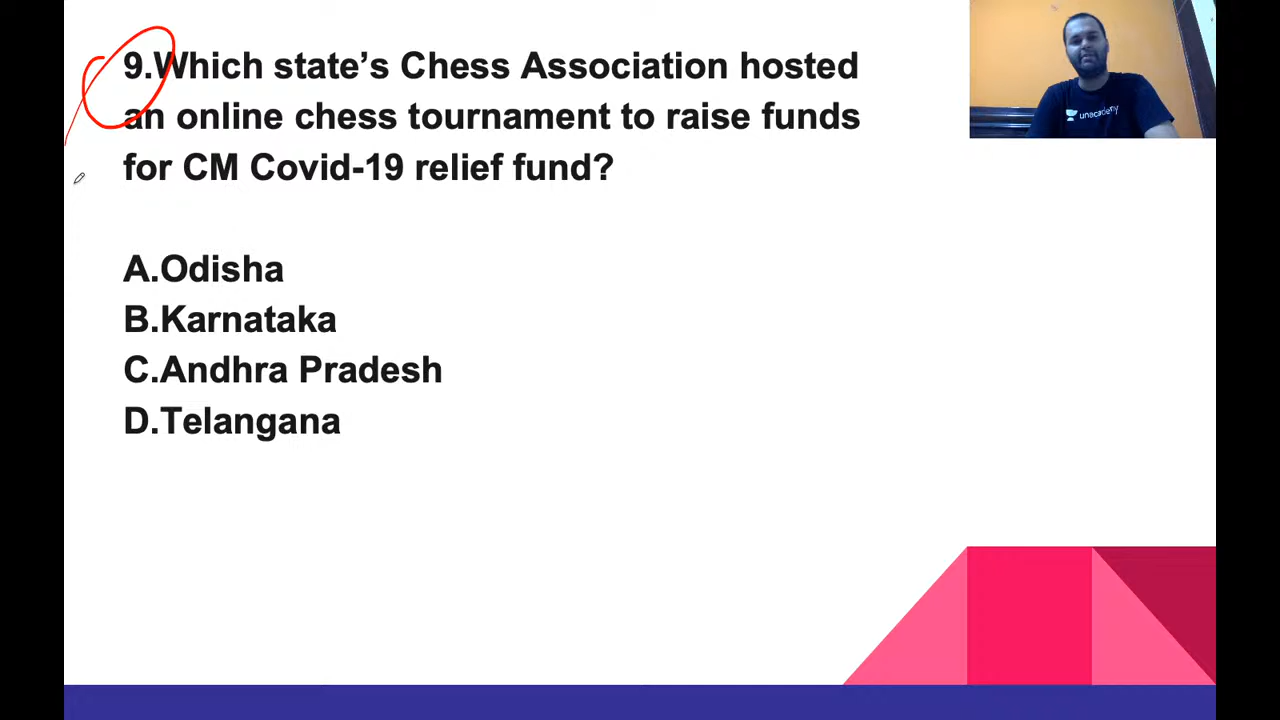 9.Which state’s Chess Association hosted
an online chess tournament to raise funds
for CM Covid-19 relief fund?
A.Odisha
B.Karnataka
C.Andhra Pradesh
D.Telangana
unacademy